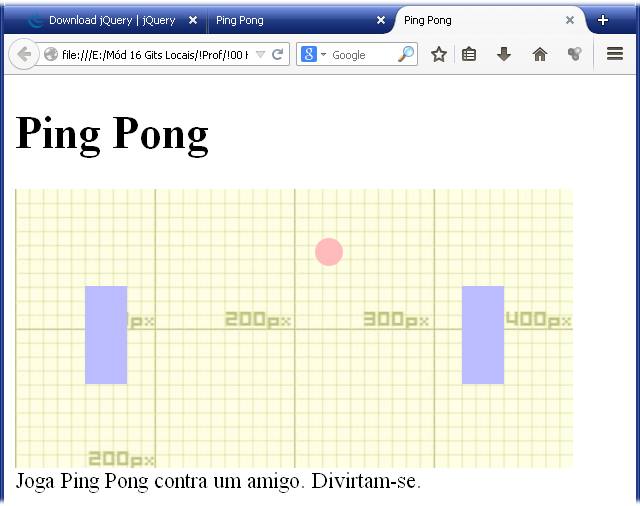 Download jQuery | jQuery
Ping Pong
Ping Pong
file:///E:/Mód 16 Gits Locais/!Prof/!00
Google
Ping Pong
px
200px
300px
400px
200px
Joga Ping Pong contra um amigo. Divirtam-se.